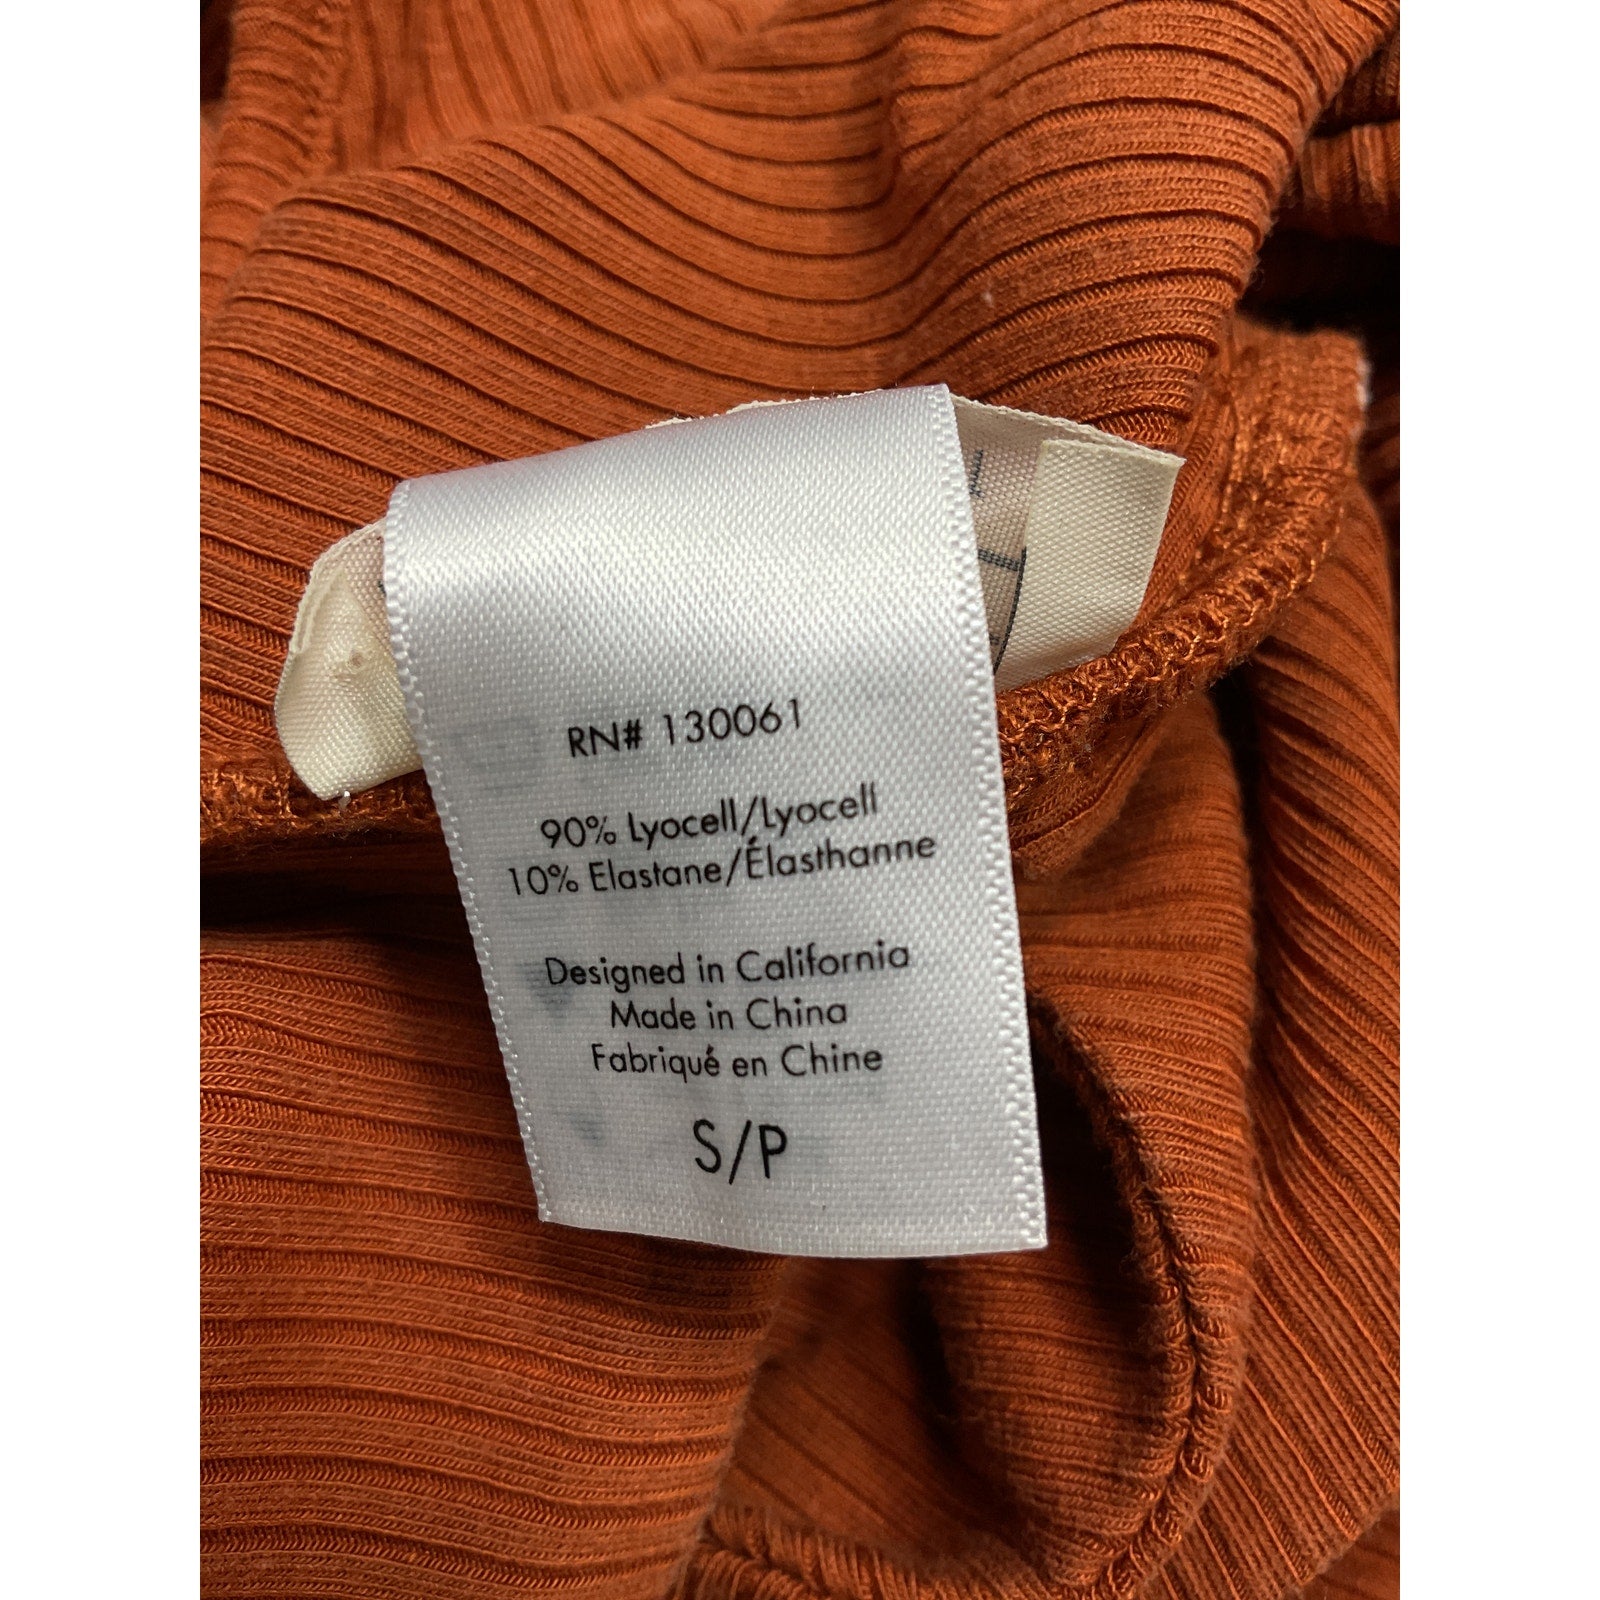 RN# 130061
90% Lyocell/Lyocell
10% Elastane/Élasthanne
Designed in California
Made in China
Fabriqué en Chine
S/P